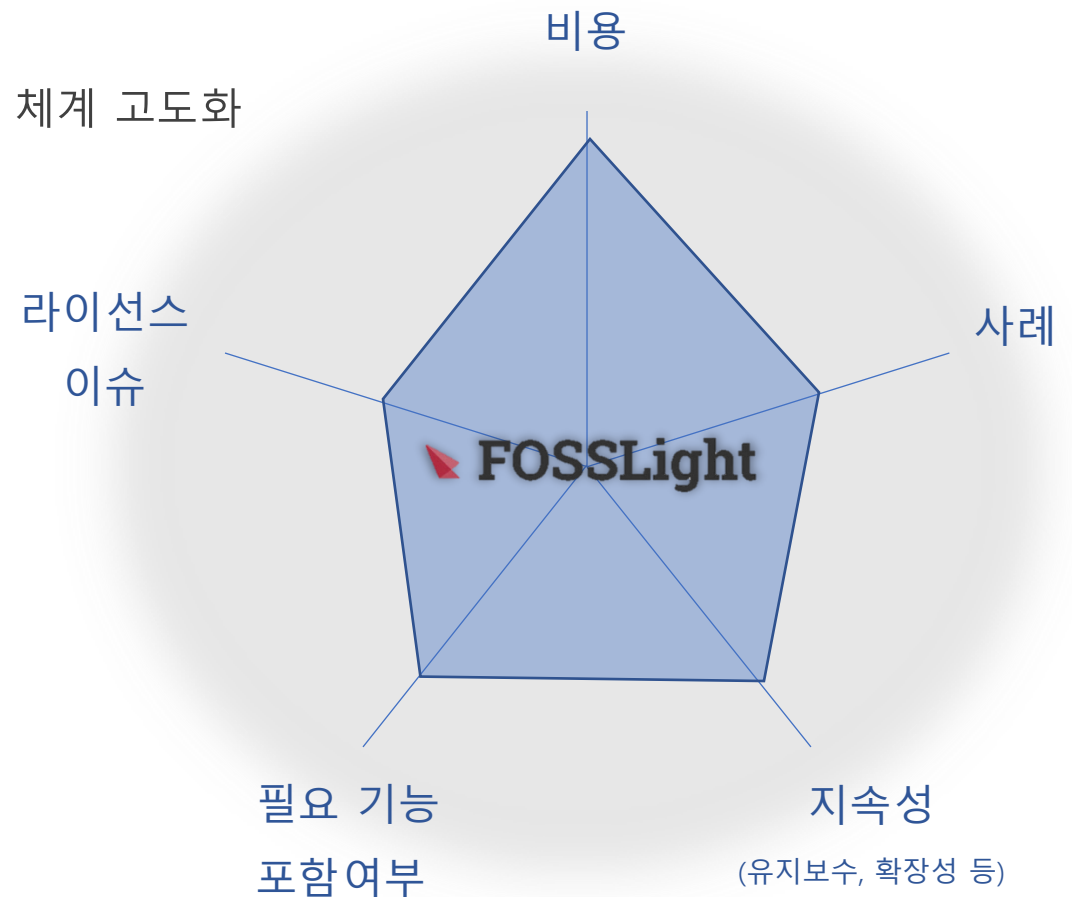 비용
체계 고도화
라이선스
이슈
사례
FOSSLight
필요 기능
포함여부
지속성
(유지보수, 확장성 등)